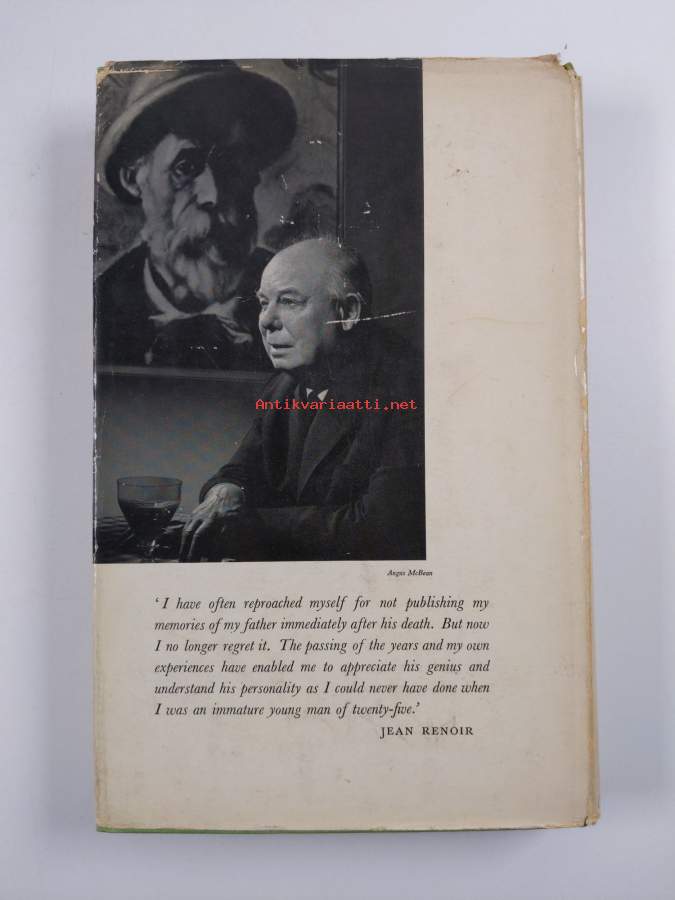 Antikvariaatti.net
Angus McBean
‘I have often reproached myself for not publishing my
memories of my father immediately after his death. But now
I no longer regret it. The passing of the years and my own
experiences have enabled me to appreciate his genius and
understand his personality as I could never have done when
I was an immature young man of twenty-five.’
JEAN RENOIR